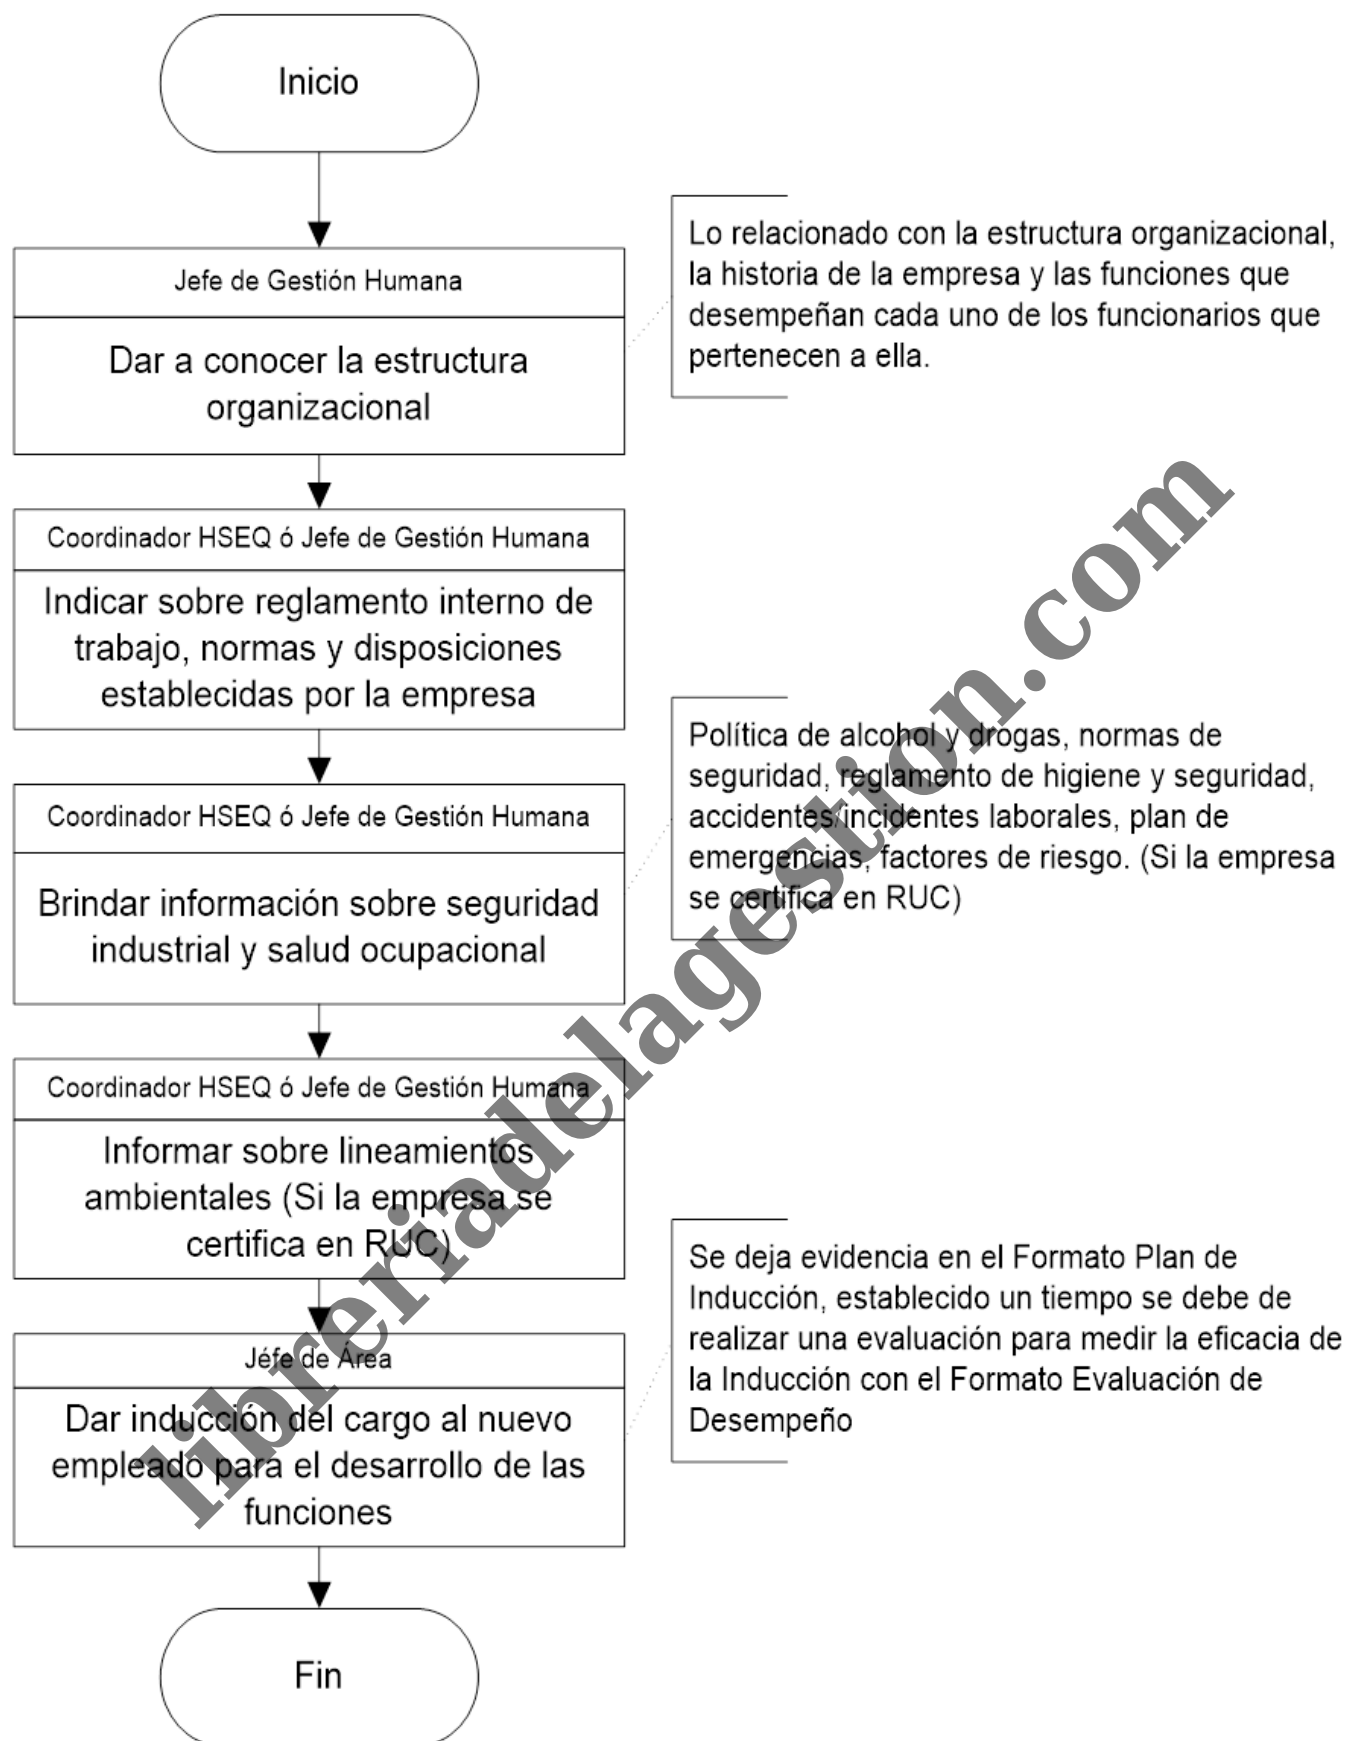 Inicio
Jefe de Gestión Humana
Dar a conocer la estructura
organizacional
Lo relacionado con la estructura organizacional,
la historia de la empresa y las funciones que
desempeñan cada uno de los funcionarios que
pertenecen a ella.
Coordinador HSEQ ó Jefe de Gestión Humana
Indicar sobre reglamento interno de
trabajo, normas y disposiciones
establecidas por la empresa
Coordinador HSEQ ó Jefe de Gestión Humana
Brindar información sobre seguridad
industrial y salud ocupacional
Política de alcohol y drogas, normas de
seguridad, reglamento de higiene y seguridad,
accidentes/incidentes laborales, plan de
emergencias, factores de riesgo. (Si la empresa
se certifica en RUC)
Coordinador HSEQ ó Jefe de Gestión Humana
Informar sobre lineamientos
ambientales (Si la empresa se
certifica en RUC)
Jéfe de Área
Dar inducción del cargo al nuevo
empleado para el desarrollo de las
funciones
Se deja evidencia en el Formato Plan de
Inducción, establecido un tiempo se debe de
realizar una evaluación para medir la eficacia de
la Inducción con el Formato Evaluación de
Desempeño
Fin
libreriadelagestion.com